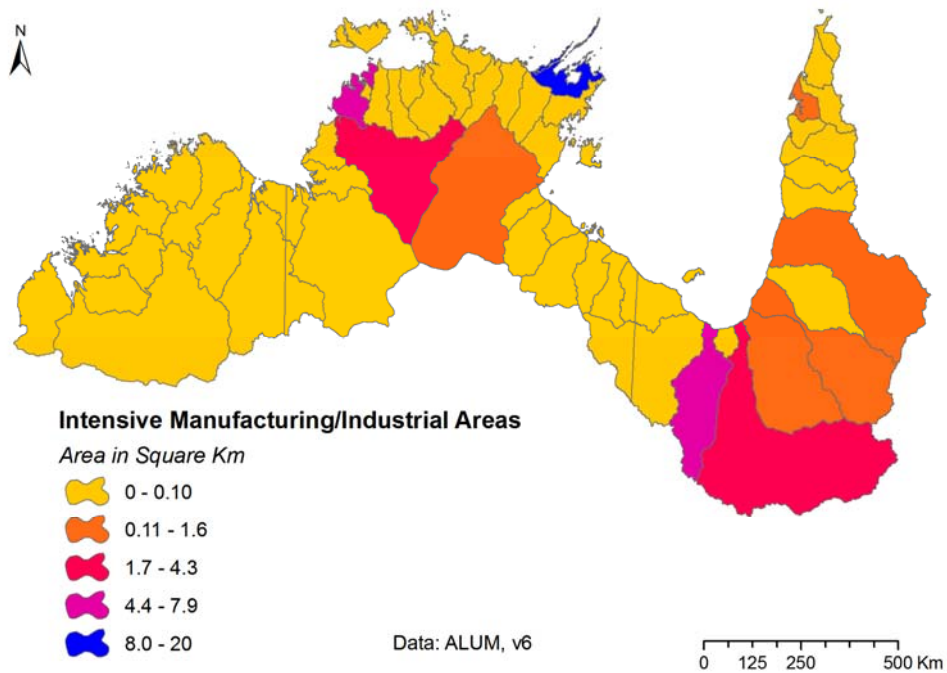 N
Intensive Manufacturing/Industrial Areas
Area in Square Km
0 - 0.10
0.11 - 1.6
1.7 - 4.3
4.4 - 7.9
8.0 - 20
Data: ALUM, v6
0 125 250 500 Km